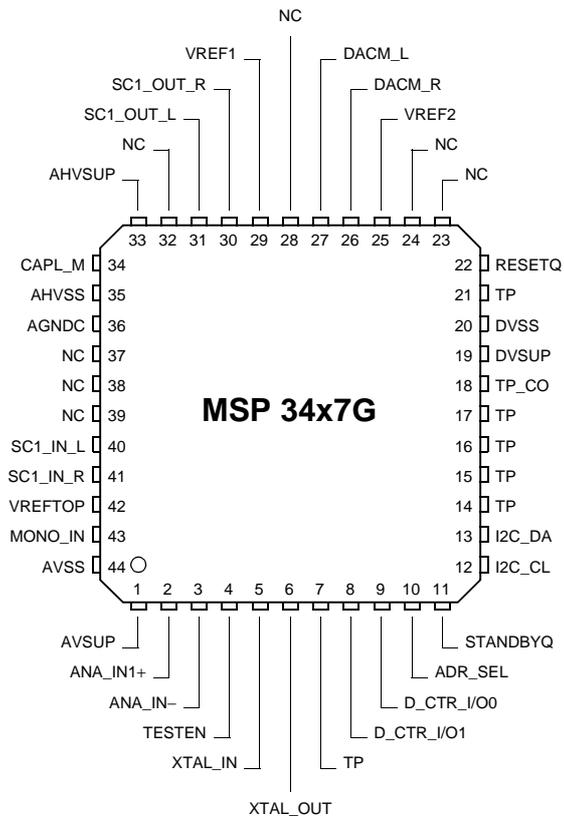 NC
VREF1 DACM_L
SC1_OUT_R DACM_R
SC1_OUT_L VREF2
NC NC
AHVSUP NC
33 32 31 30 29 28 27 26 25 24 23
CAPL_M 34 22 RESETQ
AHVSS 35 21 TP
AGNDC 36 20 DVSS
NC 37 19 DVSUP
NC 38 18 TP_CO
NC 39 17 TP
MSP 34x7G
SC1_IN_L 40 16 TP
SC1_IN_R 41 15 TP
VREFTOP 42 14 TP
MONO_IN 43 13 I2C_DA
AVSS 44 12 I2C_CL
1 2 3 4 5 6 7 8 9 10 11
AVSUP STANDBYQ
ANA_IN1+ ADR_SEL
ANA_IN− D_CTR_I/O0
TESTEN D_CTR_I/O1
XTAL_IN TP
XTAL_OUT